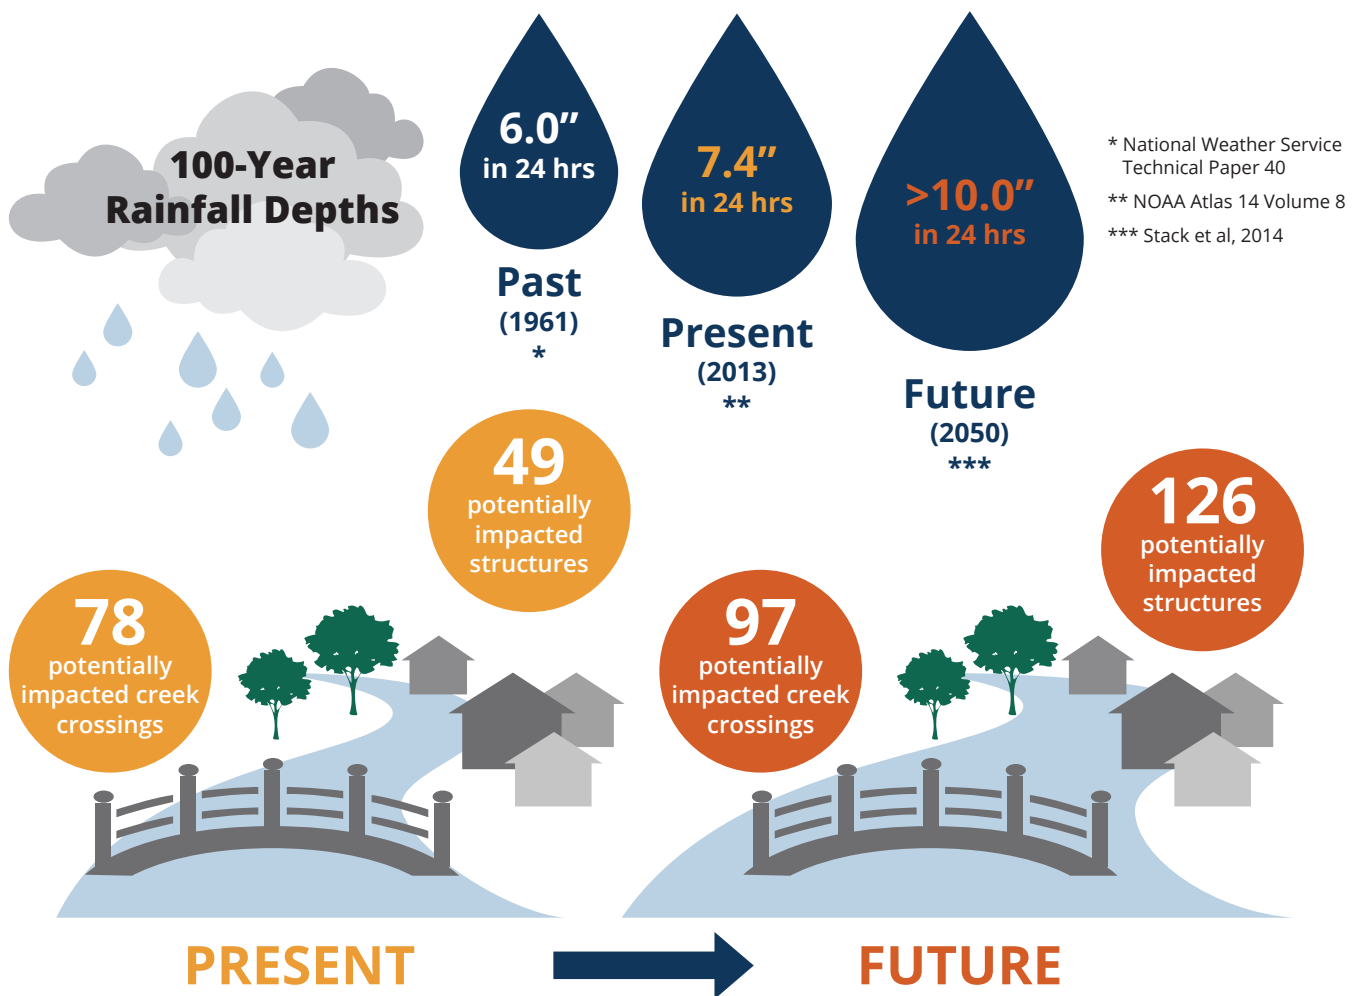 100-Year
Rainfall Depths
6.0”
in 24 hrs
Past
(1961)
*
7.4”
in 24 hrs
Present
(2013)
**
>10.0”
in 24 hrs
Future
(2050)
***
* National Weather Service
Technical Paper 40
** NOAA Atlas 14 Volume 8
*** Stack et al, 2014
78
potentially
impacted creek
crossings
49
potentially
impacted
structures
97
potentially
impacted creek
crossings
126
potentially
impacted
structures
PRESENT
FUTURE